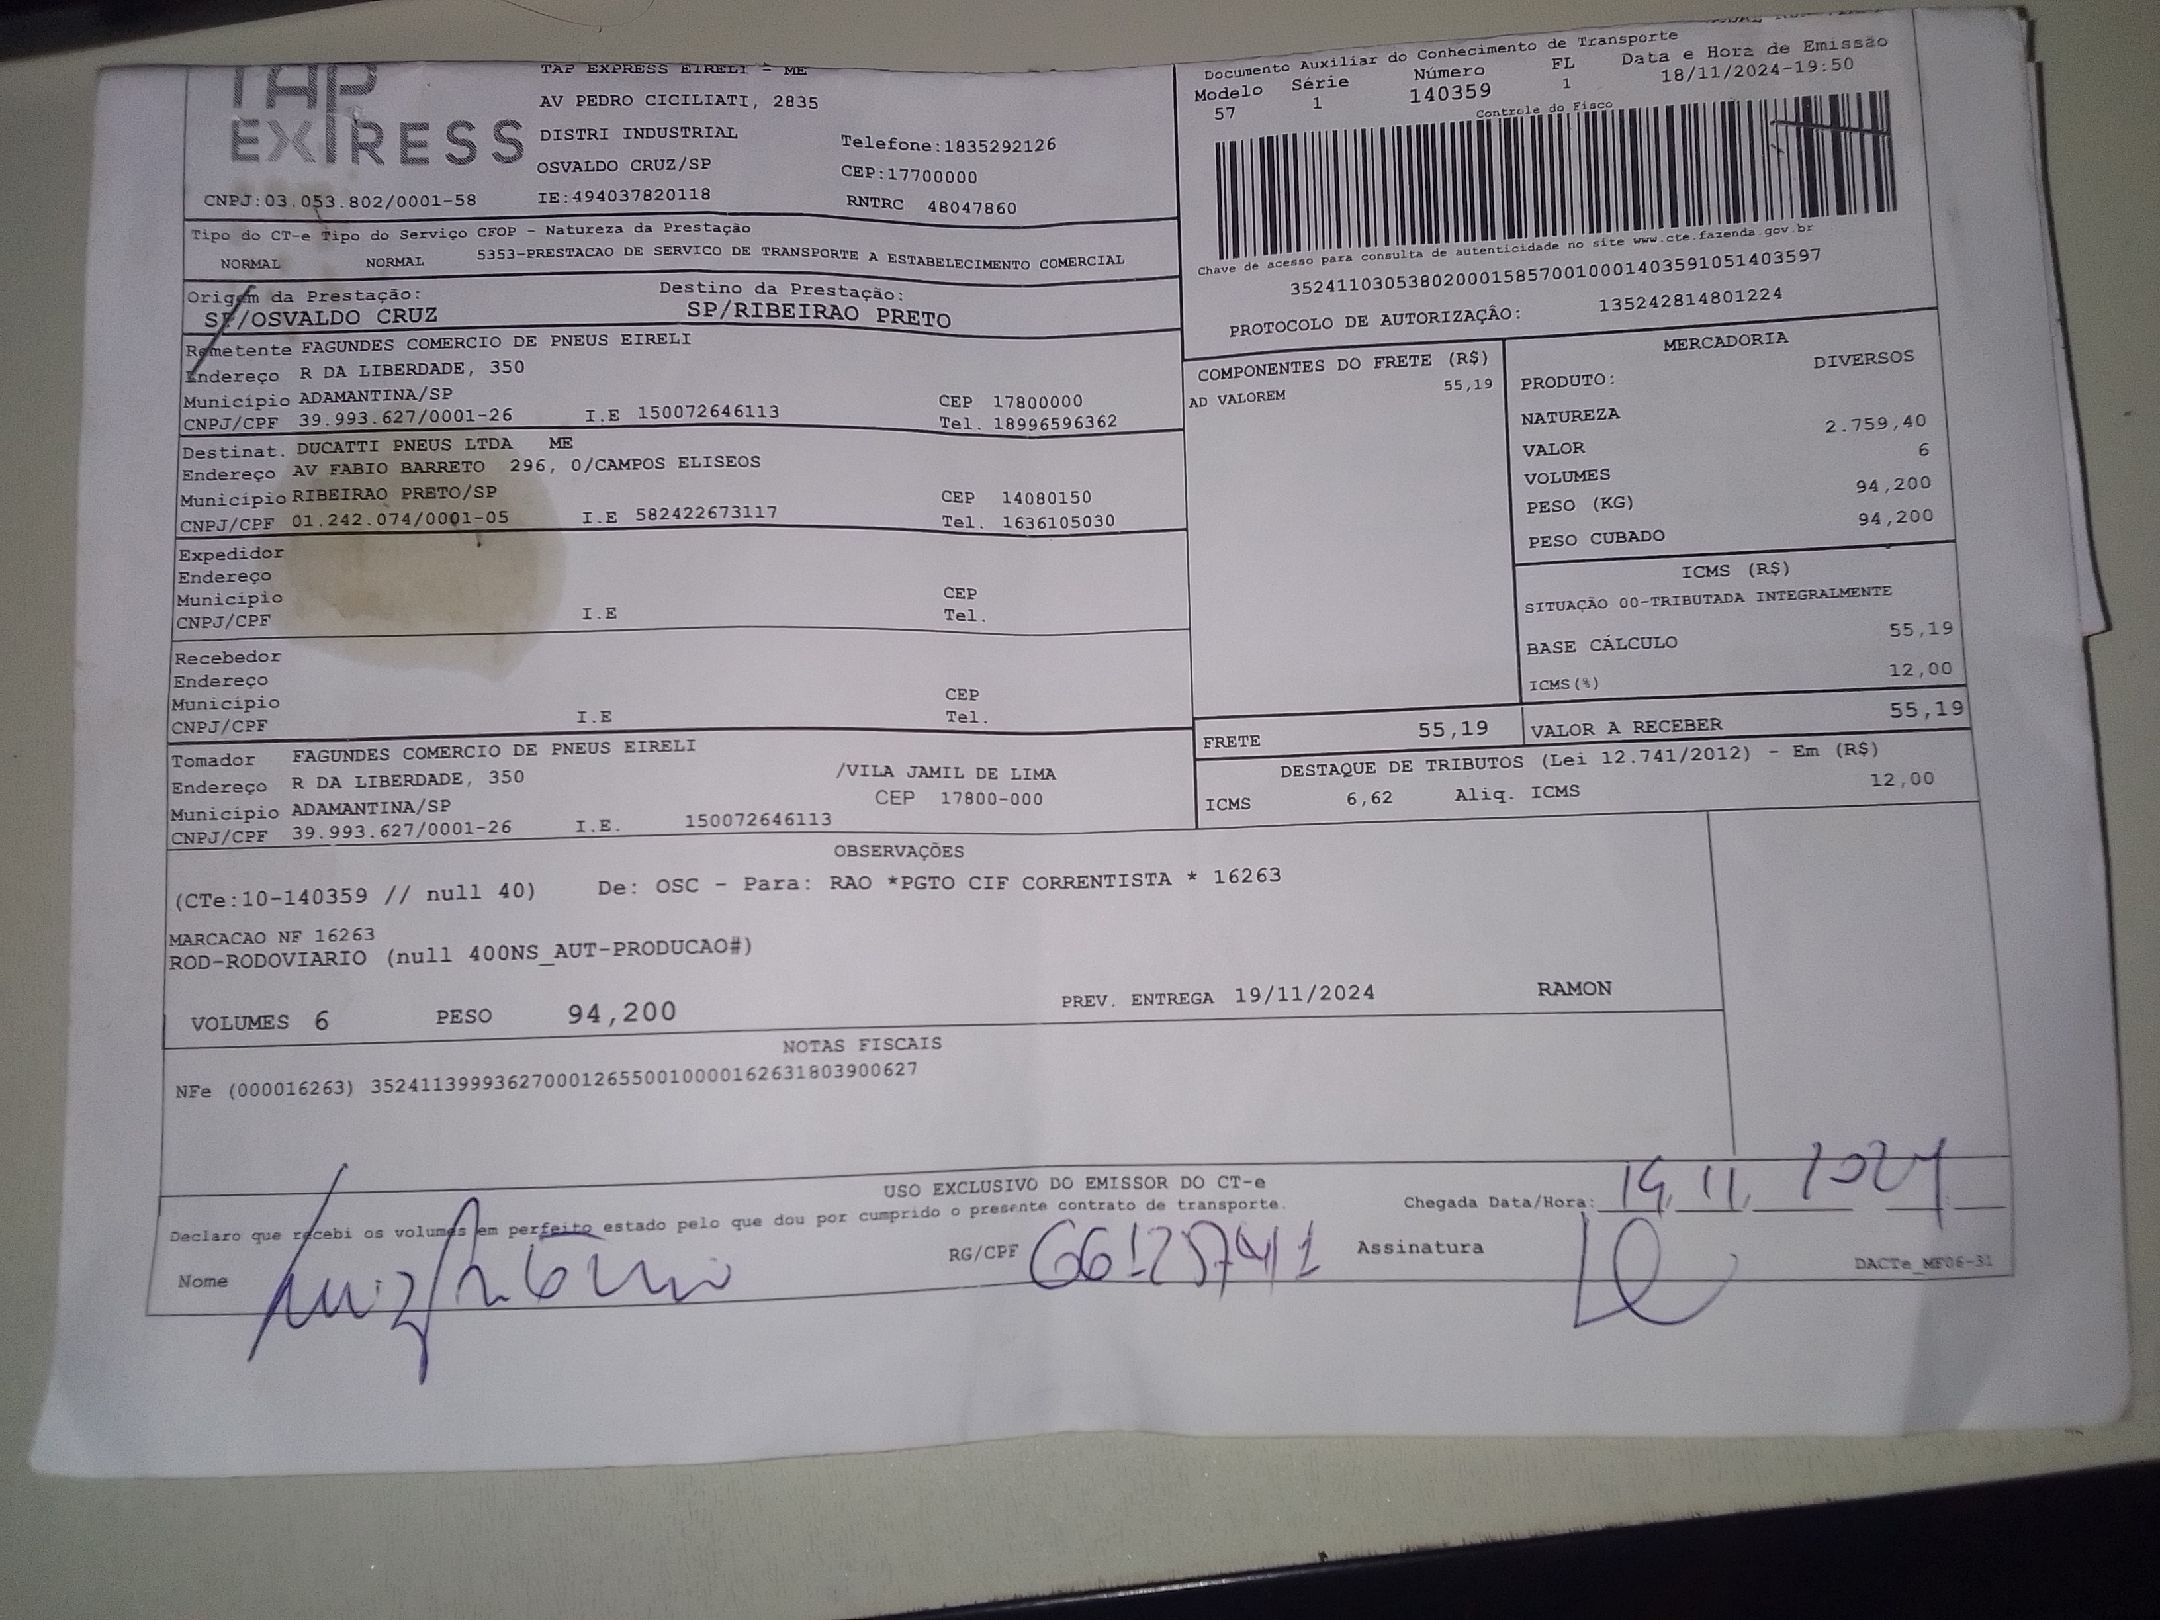 TAP
EXPRESS
CNPJ:03.053.802/0001-58
TAP EXPRESS EIRELI - ME
AV PEDRO CICILIATI, 2835
DISTRI INDUSTRIAL
OSVALDO CRUZ/SP
IE:494037820118
Telefone:1835292126
CEP:17700000
RNTRC 48047860
Documento Auxiliar do Conhecimento de Transporte
Modelo Série Número FL Data e Hora de Emissão
57 1 140359 1 18/11/2024-19:50
Controle do Fisco
Chave de acesso para consulta de autenticidade no site www.cte.fazenda.gov.br
35241103053802000158570010001403591051403597
PROTOCOLO DE AUTORIZAÇÃO: 135242814801224
Tipo do CT-e Tipo do Serviço CFOP - Natureza da Prestação
NORMAL NORMAL 5353-PRESTACAO DE SERVICO DE TRANSPORTE A ESTABELECIMENTO COMERCIAL
Origem da Prestação: Destino da Prestação:
SP/OSVALDO CRUZ SP/RIBEIRAO PRETO
Remetente FAGUNDES COMERCIO DE PNEUS EIRELI
Endereço R DA LIBERDADE, 350
Município ADAMANTINA/SP CEP 17800000
CNPJ/CPF 39.993.627/0001-26 I.E 150072646113 Tel. 18996596362
Destinat. DUCATTI PNEUS LTDA ME
Endereço AV FABIO BARRETO 296, 0/CAMPOS ELISEOS
Município RIBEIRAO PRETO/SP CEP 14080150
CNPJ/CPF 01.242.074/0001-05 I.E 582422673117 Tel. 1636105030
Expedidor
Endereço
Município CEP
CNPJ/CPF I.E Tel.
Recebedor
Endereço
Município CEP
CNPJ/CPF I.E Tel.
Tomador FAGUNDES COMERCIO DE PNEUS EIRELI
Endereço R DA LIBERDADE, 350 /VILA JAMIL DE LIMA
Município ADAMANTINA/SP CEP 17800-000
CNPJ/CPF 39.993.627/0001-26 I.E. 150072646113
COMPONENTES DO FRETE (R$)
AD VALOREM 55,19
MERCADORIA
PRODUTO: DIVERSOS
NATUREZA
VALOR 2.759,40
VOLUMES 6
PESO (KG) 94,200
PESO CUBADO 94,200
ICMS (R$)
SITUAÇÃO 00-TRIBUTADA INTEGRALMENTE
BASE CÁLCULO 55,19
ICMS(%) 12,00
FRETE 55,19 VALOR A RECEBER 55,19
DESTAQUE DE TRIBUTOS (Lei 12.741/2012) - Em (R$)
ICMS 6,62 Aliq. ICMS 12,00
OBSERVAÇÕES
(CTe:10-140359 // null 40) De: OSC - Para: RAO *PGTO CIF CORRENTISTA * 16263
MARCACAO NF 16263
ROD-RODOVIARIO (null 400NS_AUT-PRODUCAO#)
VOLUMES 6 PESO 94,200 PREV. ENTREGA 19/11/2024 RAMON
NOTAS FISCAIS
NFe (000016263) 35241139993627000126550010000162631803900627
USO EXCLUSIVO DO EMISSOR DO CT-e
Declaro que recebi os volumes em perfeito estado pelo que dou por cumprido o presente contrato de transporte.
Chegada Data/Hora: 19 11 2024
Nome Luiz Antonio RG/CPF Assinatura
DACTe_MF06-31